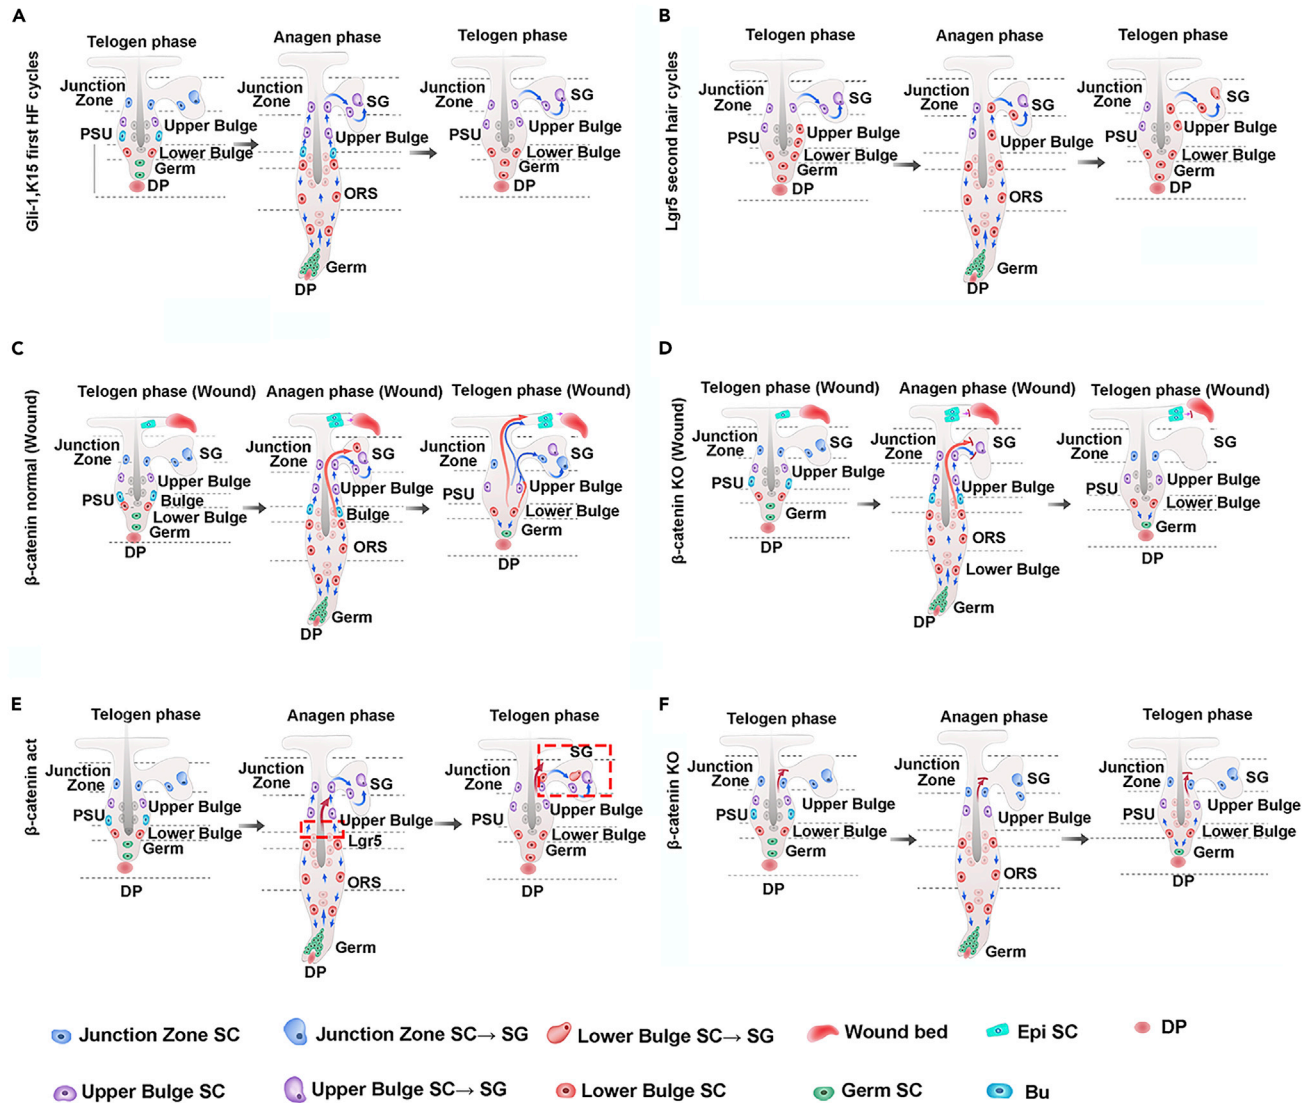 A
Gli-1,K15 first HF cycles
Telogen phase
Junction
Zone
PSU
Upper Bulge
Lower Bulge
Germ
DP
Anagen phase
Junction
Zone
SG
Upper Bulge
ORS
Germ
DP
Telogen phase
Junction
Zone
SG
Upper Bulge
PSU
Lower Bulge
Germ
DP
B
Lgr5 second hair cycles
Telogen phase
Junction
Zone
SG
Upper Bulge
PSU
Lower Bulge
Germ
DP
Anagen phase
Junction
Zone
SG
Upper Bulge
ORS
Germ
DP
Telogen phase
Junction
Zone
SG
Upper Bulge
PSU
Lower Bulge
Germ
DP
C
β-catenin normal (Wound)
Telogen phase (Wound)
Junction
Zone
SG
Upper Bulge
PSU
Bulge
Lower Bulge
Germ
DP
Anagen phase (Wound)
Junction
Zone
SG
Upper Bulge
Bulge
ORS
Germ
DP
Telogen phase (Wound)
Junction
Zone
SG
Upper Bulge
PSU
Lower Bulge
Germ
DP
D
β-catenin KO (Wound)
Telogen phase (Wound)
Junction
Zone
SG
Upper Bulge
PSU
Lower Bulge
Germ
DP
Anagen phase (Wound)
Junction
Zone
SG
Upper Bulge
ORS
Lower Bulge
Germ
DP
Telogen phase (Wound)
Junction
Zone
SG
Upper Bulge
PSU
Lower Bulge
Germ
DP
E
β-catenin act
Telogen phase
Junction
Zone
SG
Upper Bulge
PSU
Lower Bulge
Germ
DP
Anagen phase
Junction
Zone
SG
Upper Bulge
Lgr5
ORS
Germ
DP
Telogen phase
SG
Junction
Zone
Upper Bulge
PSU
Lower Bulge
Germ
DP
F
β-catenin KO
Telogen phase
Junction
Zone
SG
Upper Bulge
PSU
Lower Bulge
Germ
DP
Anagen phase
Junction
Zone
SG
Upper Bulge
ORS
Germ
Telogen phase
Junction
Zone
SG
Upper Bulge
PSU
Lower Bulge
Germ
DP
Junction Zone SC
Junction Zone SC→ SG
Lower Bulge SC→ SG
Wound bed
Epi SC
DP
Upper Bulge SC
Upper Bulge SC→ SG
Lower Bulge SC
Germ SC
Bu